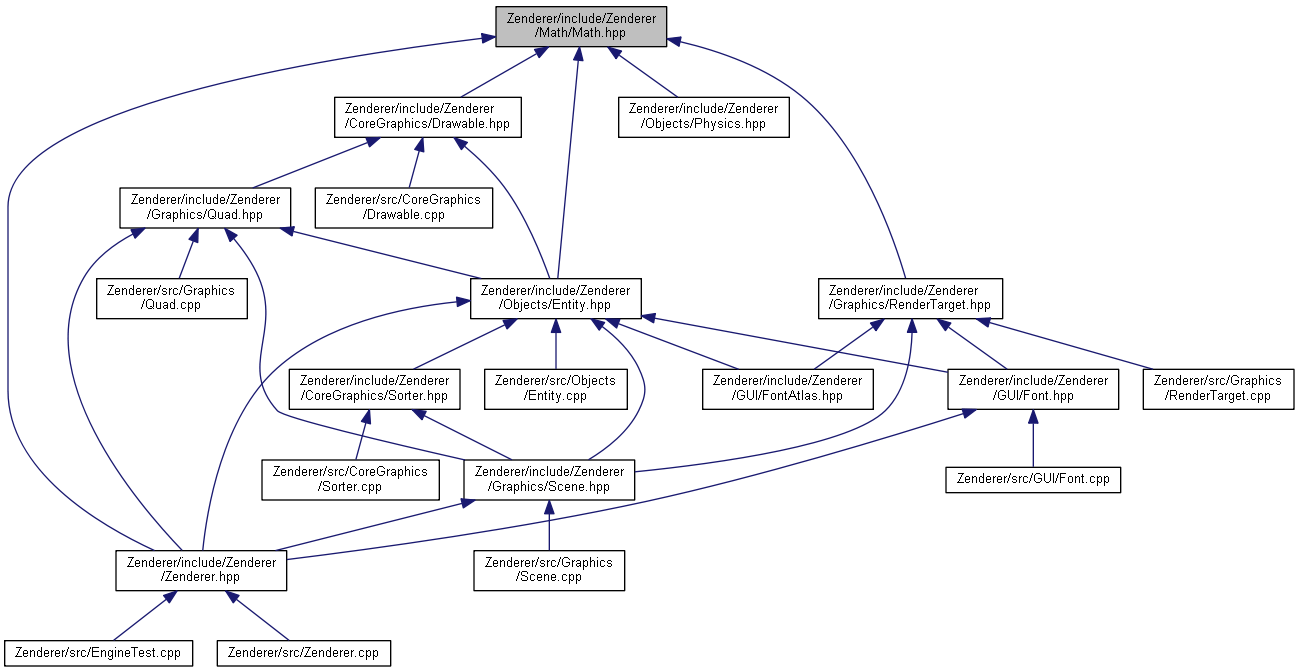 Zenderer/include/Zenderer
/Math/Math.hpp
Zenderer/include/Zenderer
/CoreGraphics/Drawable.hpp
Zenderer/include/Zenderer
/Objects/Physics.hpp
Zenderer/include/Zenderer
/Graphics/Quad.hpp
Zenderer/src/CoreGraphics
/Drawable.cpp
Zenderer/src/Graphics
/Quad.cpp
Zenderer/include/Zenderer
/Objects/Entity.hpp
Zenderer/include/Zenderer
/Graphics/RenderTarget.hpp
Zenderer/include/Zenderer
/CoreGraphics/Sorter.hpp
Zenderer/src/Objects
/Entity.cpp
Zenderer/include/Zenderer
/GUI/FontAtlas.hpp
Zenderer/include/Zenderer
/GUI/Font.hpp
Zenderer/src/Graphics
/RenderTarget.cpp
Zenderer/src/CoreGraphics
/Sorter.cpp
Zenderer/include/Zenderer
/Graphics/Scene.hpp
Zenderer/src/GUI/Font.cpp
Zenderer/include/Zenderer
/Zenderer.hpp
Zenderer/src/Graphics
/Scene.cpp
Zenderer/src/EngineTest.cpp
Zenderer/src/Zenderer.cpp